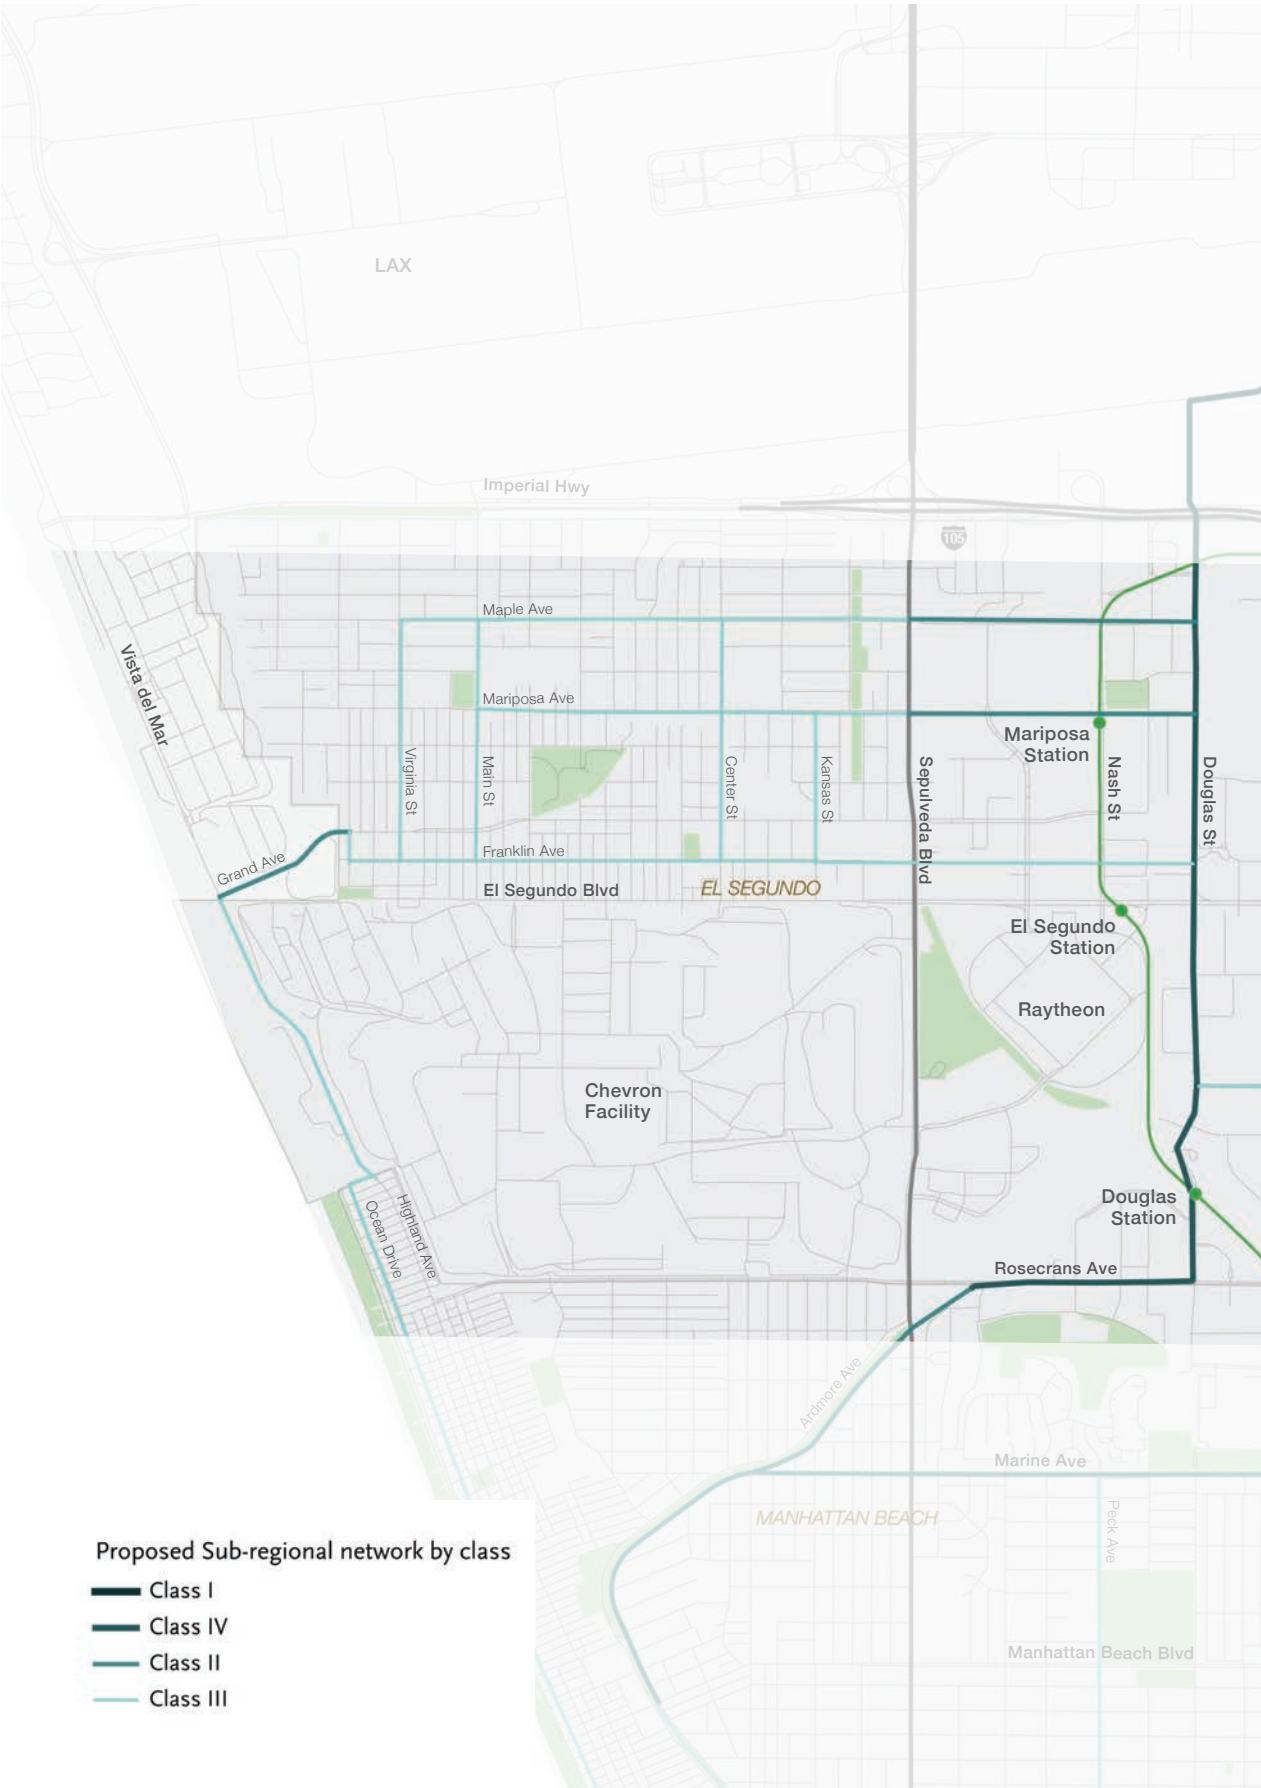 LAX
Imperial Hwy
105
Maple Ave
Vista del Mar
Mariposa Ave
Mariposa
Station
Virginia St
Main St
Center St
Kansas St
Sepulveda Blvd
Nash St
Douglas St
Franklin Ave
Grand Ave
El Segundo Blvd
EL SEGUNDO
El Segundo
Station
Raytheon
Chevron
Facility
Douglas
Station
Ocean Drive
Highland Ave
Rosecrans Ave
Ardmore Ave
Marine Ave
MANHATTAN BEACH
Peck Ave
Manhattan Beach Blvd
Proposed Sub-regional network by class
Class I
Class IV
Class II
Class III